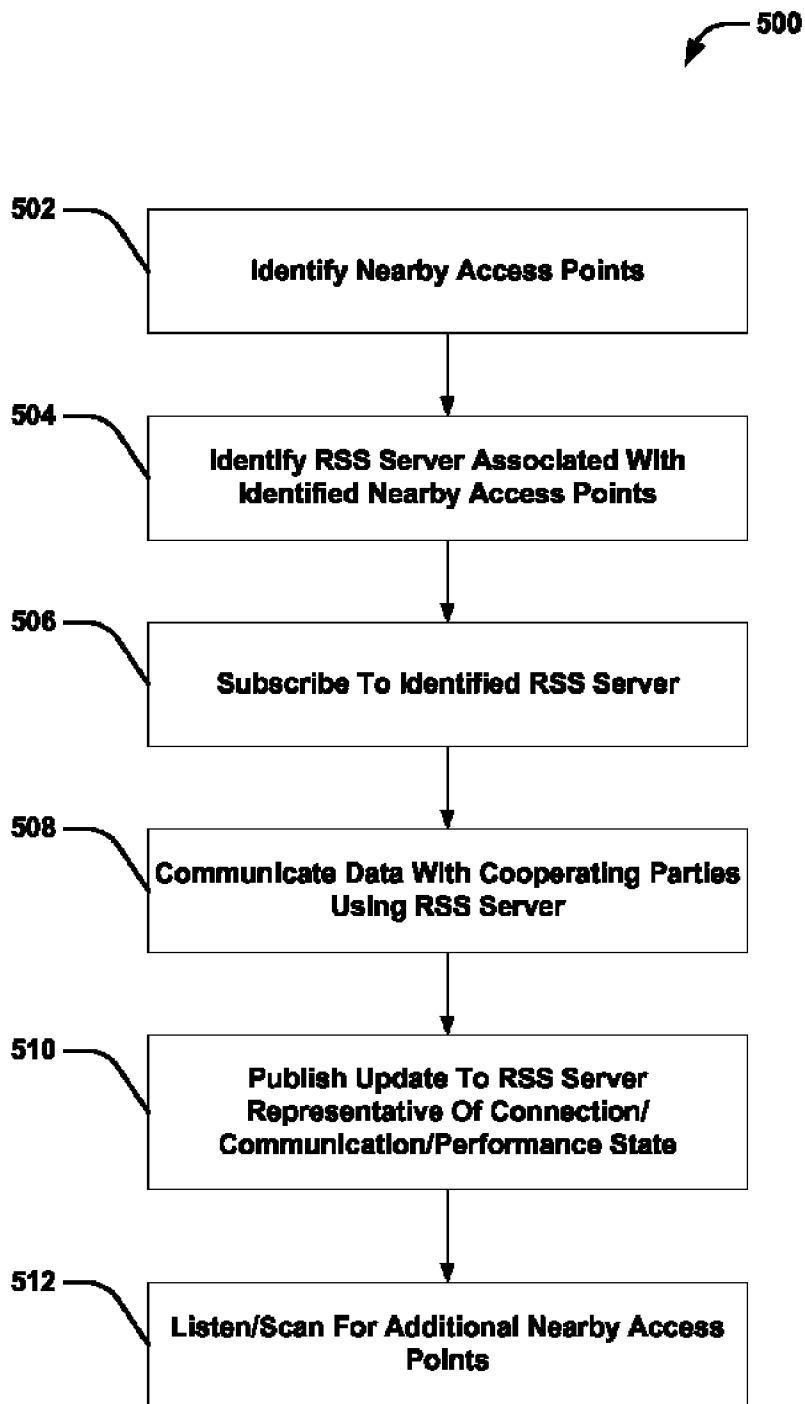 500
502
Identify Nearby Access Points
504
Identify RSS Server Associated With
Identified Nearby Access Points
506
Subscribe To Identified RSS Server
508
Communicate Data With Cooperating Parties
Using RSS Server
510
Publish Update To RSS Server
Representative Of Connection/
Communication/Performance State
512
Listen/Scan For Additional Nearby Access
Points